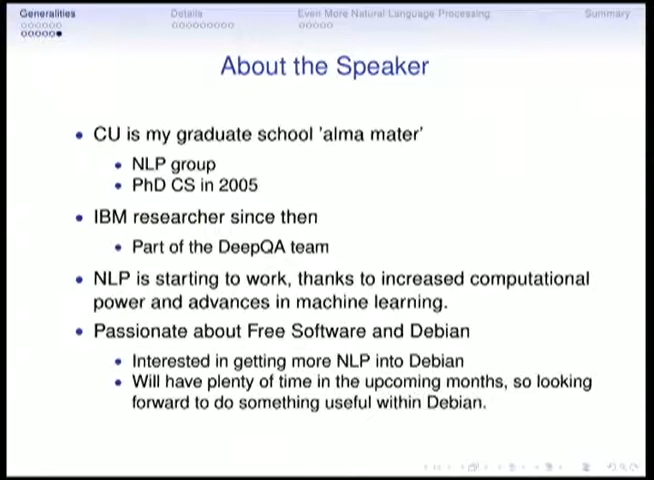 Generalities Details Even More Natural Language Processing Summary
About the Speaker
• CU is my graduate school 'alma mater'
• NLP group
• PhD CS in 2005
• IBM researcher since then
• Part of the DeepQA team
• NLP is starting to work, thanks to increased computational
power and advances in machine learning.
• Passionate about Free Software and Debian
• Interested in getting more NLP into Debian
• Will have plenty of time in the upcoming months, so looking
forward to do something useful within Debian.